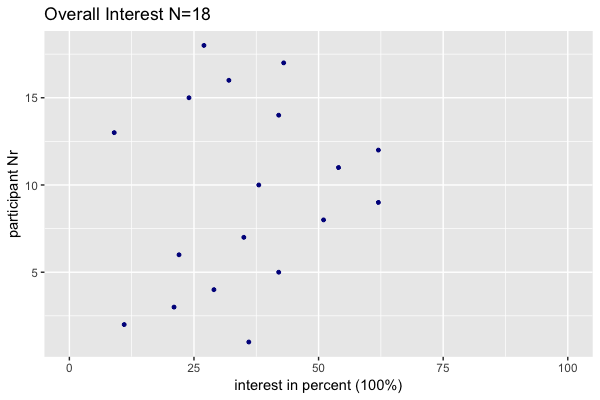 Overall Interest N=18
15
10
5
participant Nr
0 25 50 75 100
interest in percent (100%)